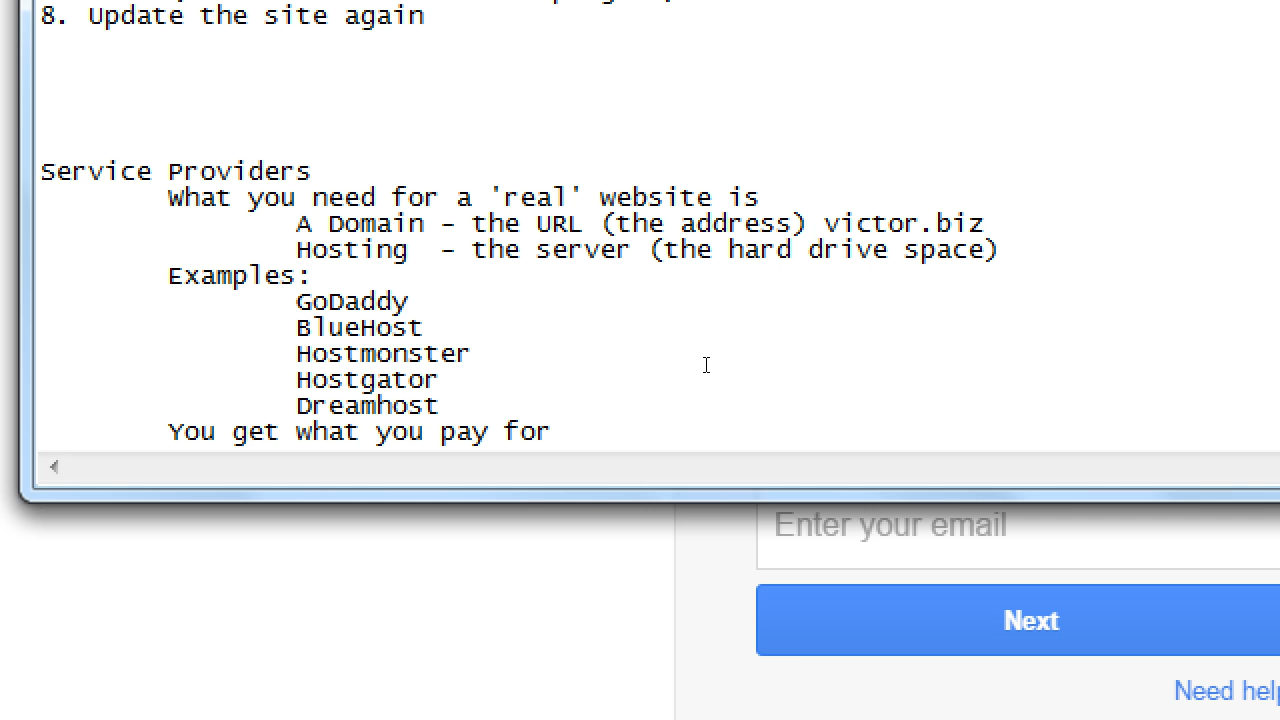 8. Update the site again
Service Providers
What you need for a 'real' website is
A Domain - the URL (the address) victor.biz
Hosting  - the server (the hard drive space)
Examples:
GoDaddy
BlueHost
Hostmonster
Hostgator
Dreamhost
You get what you pay for
Enter your email
Next
Need help